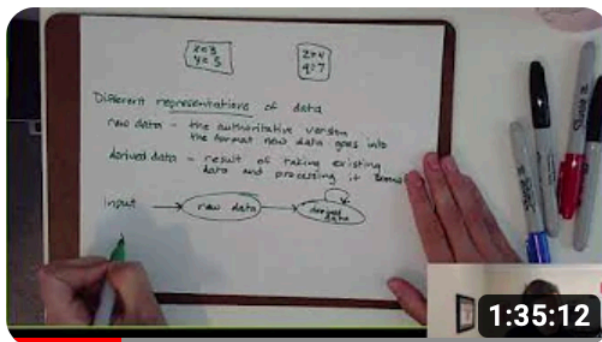 x=3
y=5
z=4
q=7
Different representations of data
raw data - the authoritative version
the format new data goes into
derived data - result of taking existing
data and processing it
input
raw data
derived
data
1:35:12